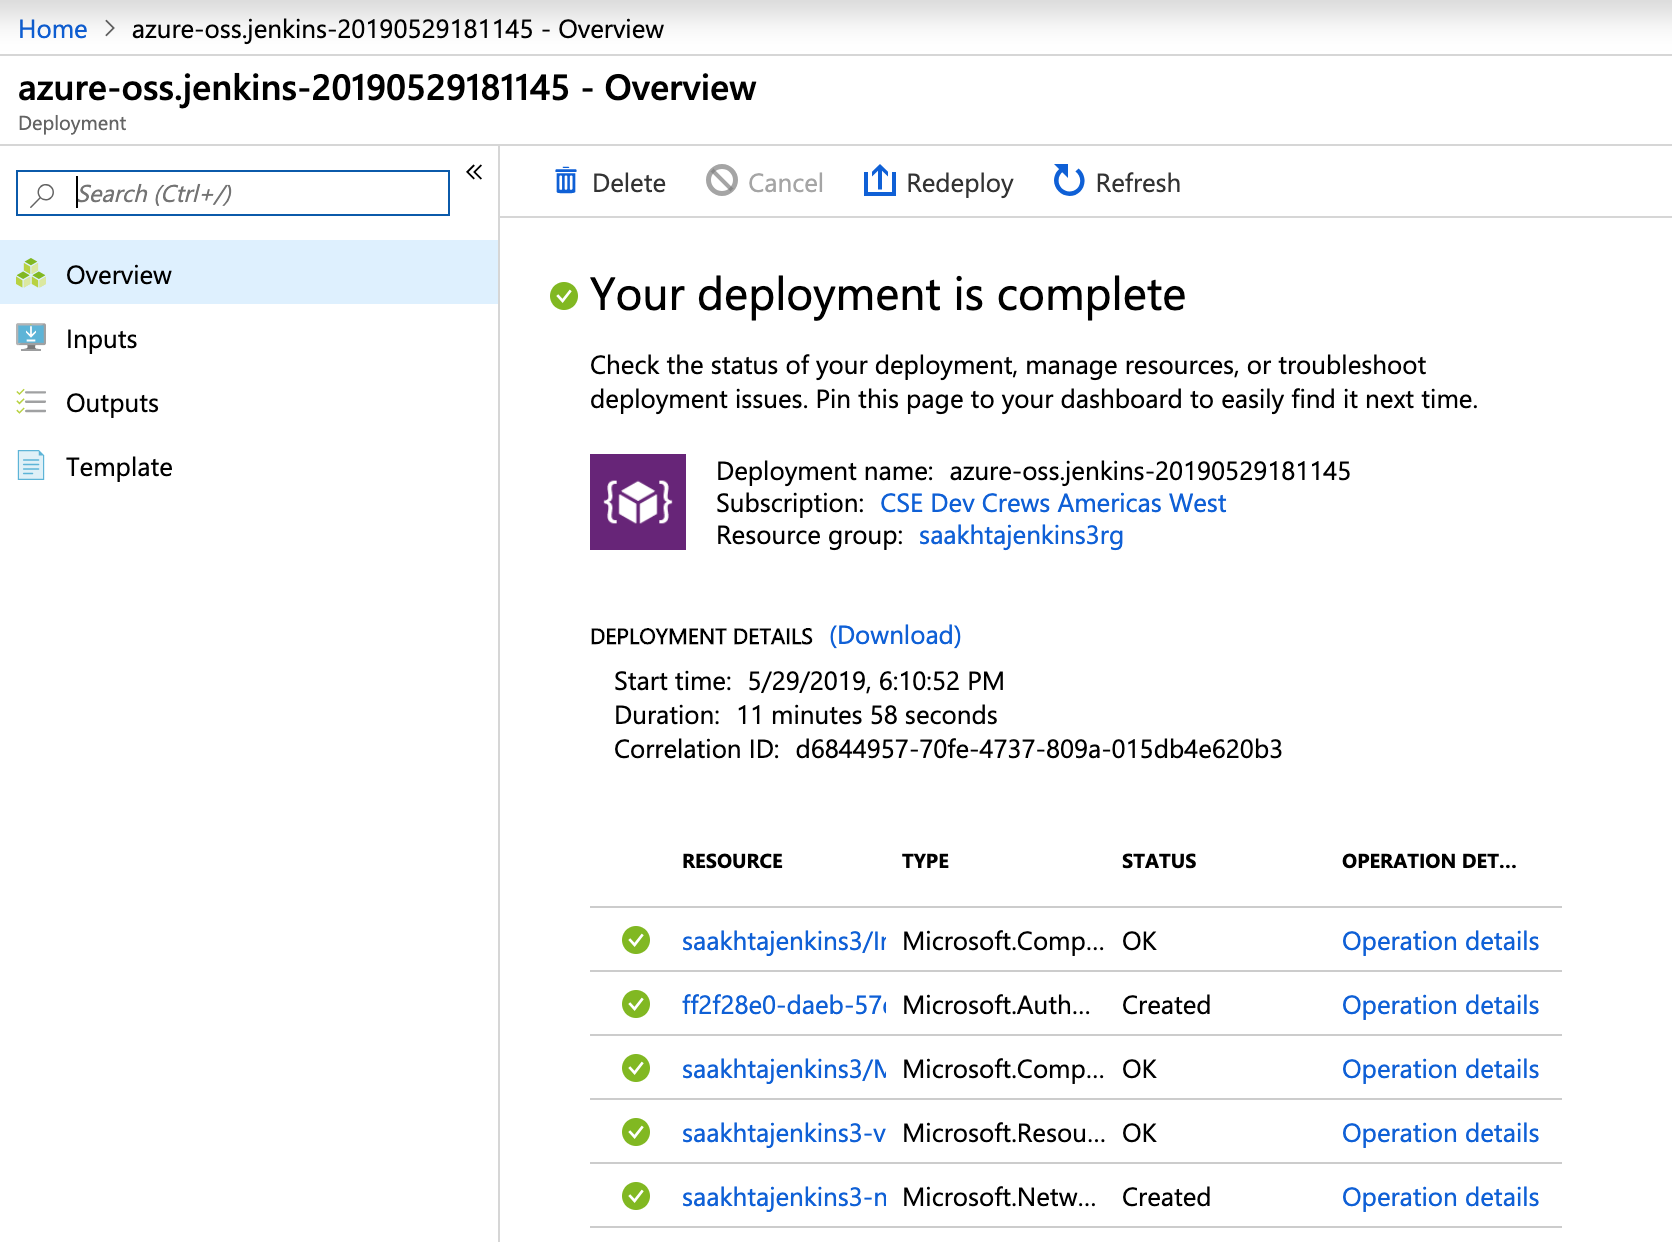 Home > azure-oss.jenkins-20190529181145 - Overview
azure-oss.jenkins-20190529181145 - Overview
Deployment
Search (Ctrl+/)
«
Overview
Inputs
Outputs
Template
Delete Cancel Redeploy Refresh
Your deployment is complete
Check the status of your deployment, manage resources, or troubleshoot
deployment issues. Pin this page to your dashboard to easily find it next time.
Deployment name: azure-oss.jenkins-20190529181145
Subscription: CSE Dev Crews Americas West
Resource group: saakhtajenkins3rg
DEPLOYMENT DETAILS (Download)
Start time: 5/29/2019, 6:10:52 PM
Duration: 11 minutes 58 seconds
Correlation ID: d6844957-70fe-4737-809a-015db4e620b3
RESOURCE TYPE STATUS OPERATION DET...
saakhtajenkins3/ Microsoft.Comp... OK Operation details
ff2f28e0-daeb-57 Microsoft.Auth... Created Operation details
saakhtajenkins3/ Microsoft.Comp... OK Operation details
saakhtajenkins3-v Microsoft.Resou... OK Operation details
saakhtajenkins3-n Microsoft.Netw... Created Operation details